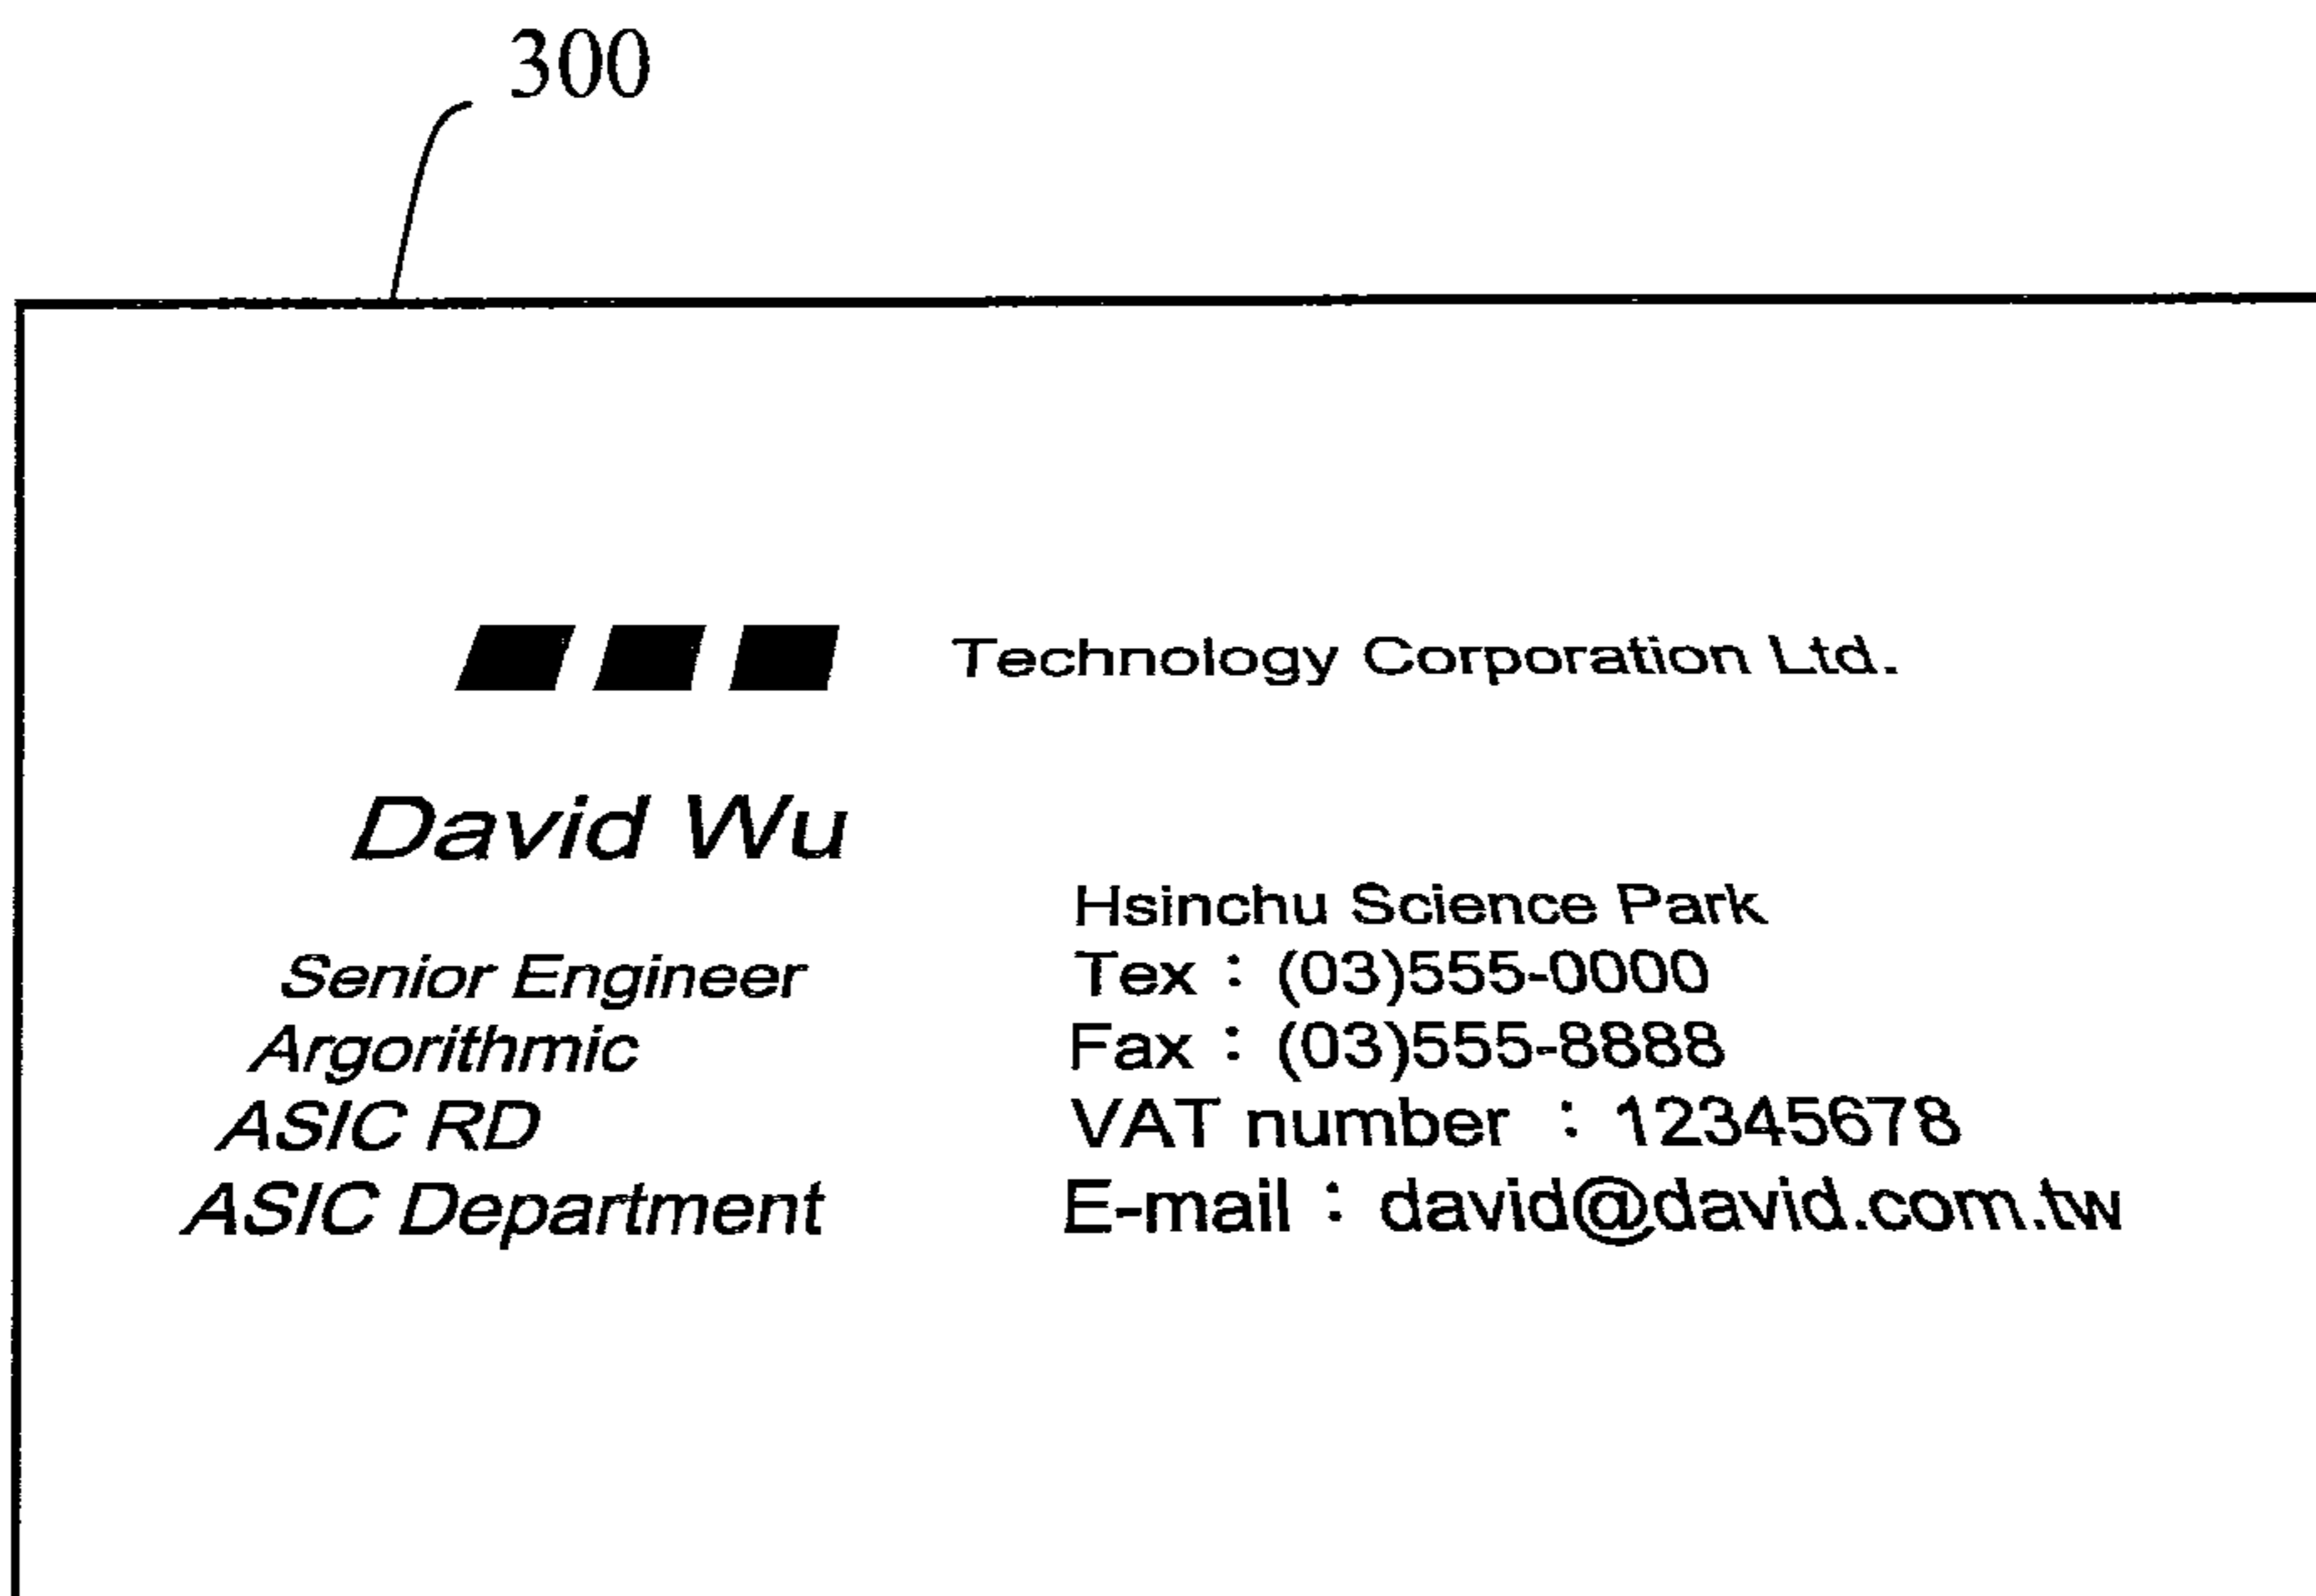 300
Technology Corporation Ltd.
David Wu
Senior Engineer
Argorithmic
ASIC RD
ASIC Department
Hsinchu Science Park
Tex : (03)555-0000
Fax : (03)555-8888
VAT number : 12345678
E-mail : david@david.com.tw